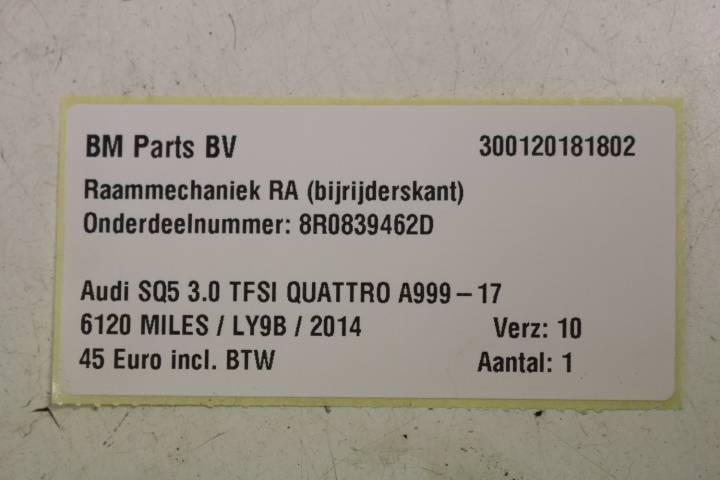 BM Parts BV 300120181802
Raammechaniek RA (bijrijderskant)
Onderdeelnummer: 8R0839462D
Audi SQ5 3.0 TFSI QUATTRO A999 – 17
6120 MILES / LY9B / 2014 Verz: 10
45 Euro incl. BTW Aantal: 1